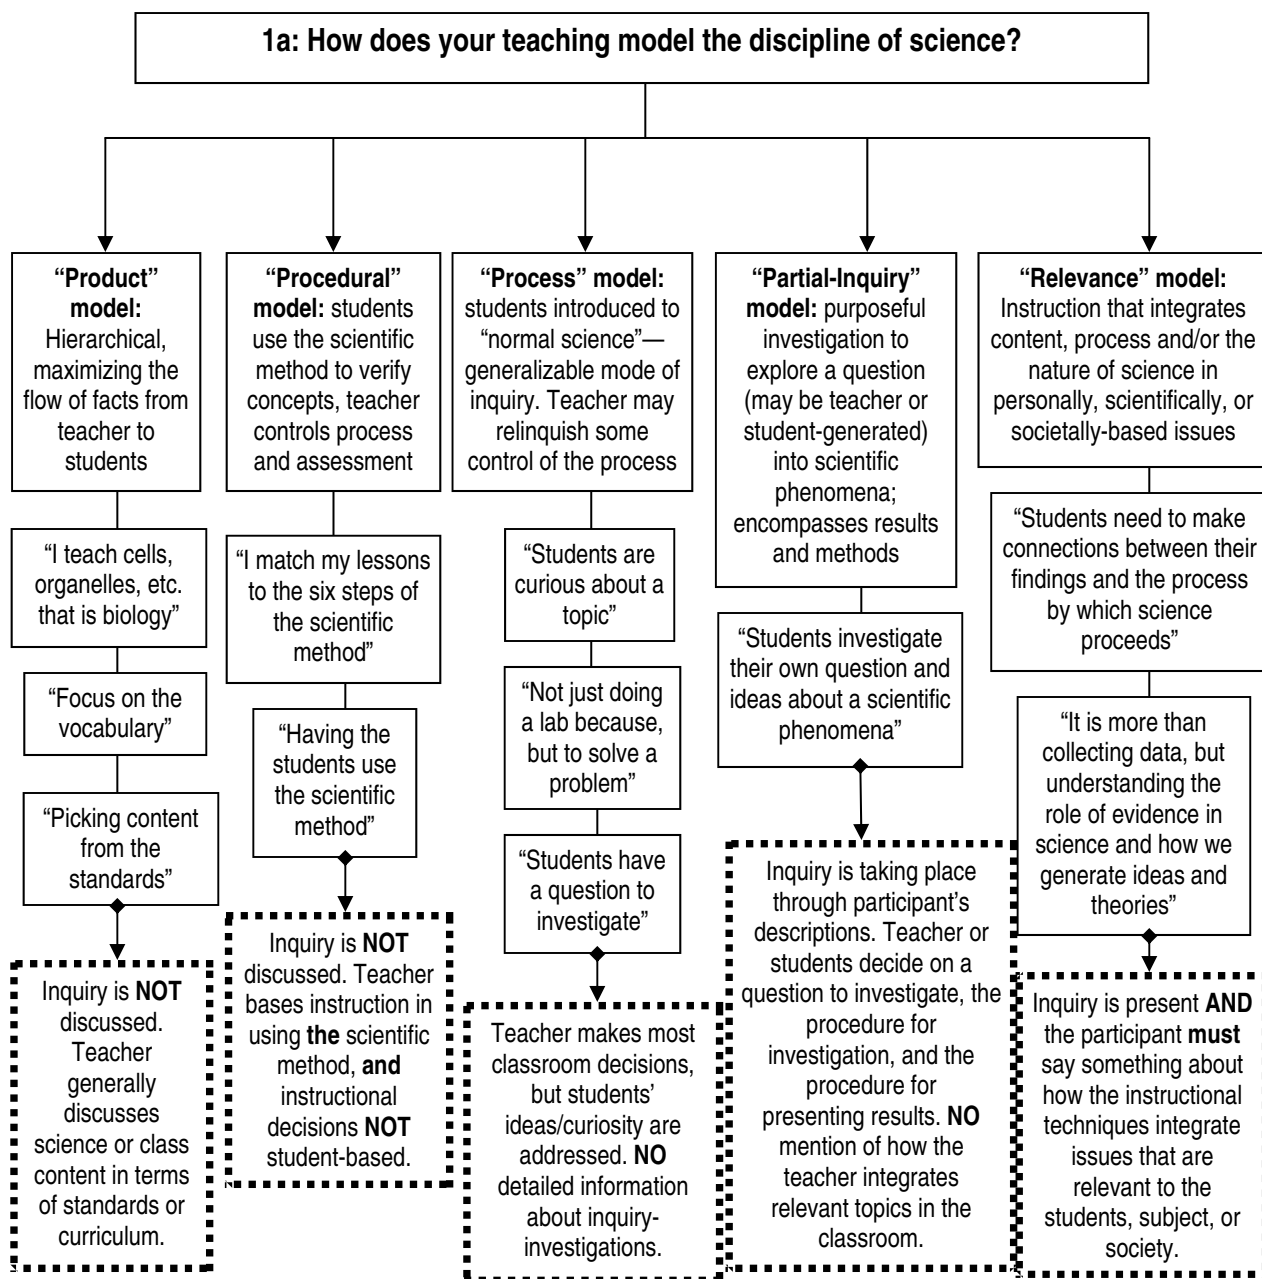 1a: How does your teaching model the discipline of science?
“Product”
model:
Hierarchical,
maximizing the
flow of facts from
teacher to
students
“I teach cells,
organelles, etc.
that is biology”
“Focus on the
vocabulary”
“Picking content
from the
standards”
Inquiry is NOT
discussed.
Teacher
generally
discusses
science or class
content in terms
of standards or
curriculum.
“Procedural”
model: students
use the scientific
method to verify
concepts, teacher
controls process
and assessment
“I match my lessons
to the six steps of
the scientific
method”
“Having the
students use
the scientific
method”
Inquiry is NOT
discussed. Teacher
bases instruction in
using the scientific
method, and
instructional
decisions NOT
student-based.
“Process” model:
students introduced to
“normal science”—
generalizable mode of
inquiry. Teacher may
relinquish some
control of the process
“Students are
curious about a
topic”
“Not just doing
a lab because,
but to solve a
problem”
“Students have
a question to
investigate”
Teacher makes most
classroom decisions,
but students’
ideas/curiosity are
addressed. NO
detailed information
about inquiry-
investigations.
“Partial-Inquiry”
model: purposeful
investigation to
explore a question
(may be teacher or
student-generated)
into scientific
phenomena;
encompasses results
and methods
“Students investigate
their own question and
ideas about a scientific
phenomena”
Inquiry is taking place
through participant’s
descriptions. Teacher or
students decide on a
question to investigate, the
procedure for
investigation, and the
procedure for
presenting results. NO
mention of how the
teacher integrates
relevant topics in the
classroom.
“Relevance” model:
Instruction that integrates
content, process and/or the
nature of science in
personally, scientifically, or
societally-based issues
“Students need to make
connections between their
findings and the process
by which science
proceeds”
“It is more than
collecting data, but
understanding the
role of evidence in
science and how we
generate ideas and
theories”
Inquiry is present AND
the participant must
say something about
how the instructional
techniques integrate
issues that are
relevant to the
students, subject, or
society.